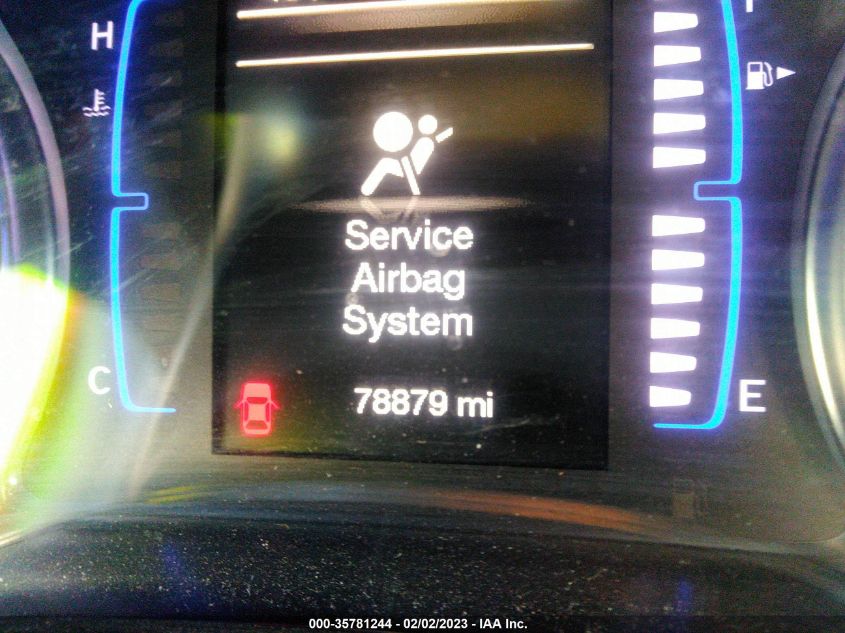 H
Service
Airbag
System
78879 mi
C
E
000-35781244 - 02/02/2023 - IAA Inc.